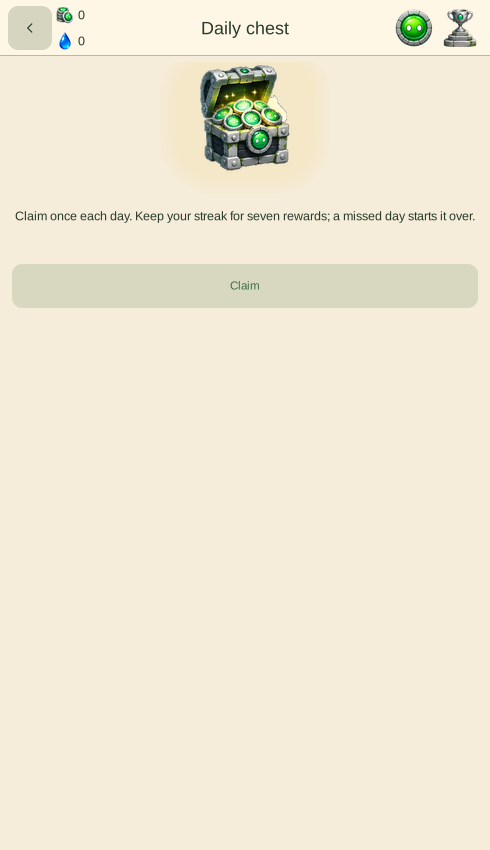 0
Daily chest
0
Claim once each day. Keep your streak for seven rewards; a missed day starts it over.
Claim